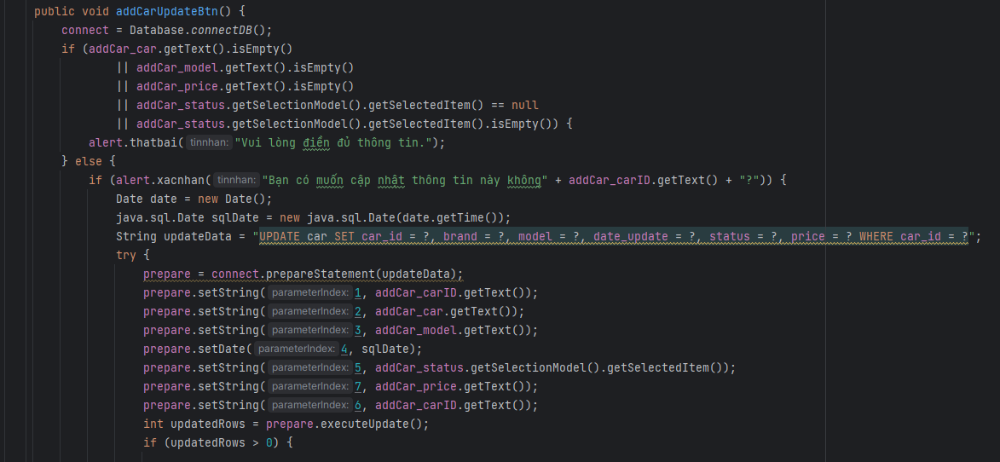 public void addCarUpdateBtn() {
connect = Database.connectDB();
if (addCar_car.getText().isEmpty()
|| addCar_model.getText().isEmpty()
|| addCar_price.getText().isEmpty()
|| addCar_status.getSelectionModel().getSelectedItem() == null
|| addCar_status.getSelectionModel().getSelectedItem().isEmpty()) {
alert.thatbai( tinnhan: "Vui lòng điền đủ thông tin.");
} else {
if (alert.xacnhan( tinnhan: "Bạn có muốn cập nhật thông tin này không" + addCar_carID.getText() + "?")) {
Date date = new Date();
java.sql.Date sqlDate = new java.sql.Date(date.getTime());
String updateData = "UPDATE car SET car_id = ?, brand = ?, model = ?, date_update = ?, status = ?, price = ? WHERE car_id = ?";
try {
prepare = connect.prepareStatement(updateData);
prepare.setString( parameterIndex: 1, addCar_carID.getText());
prepare.setString( parameterIndex: 2, addCar_car.getText());
prepare.setString( parameterIndex: 3, addCar_model.getText());
prepare.setDate( parameterIndex: 4, sqlDate);
prepare.setString( parameterIndex: 5, addCar_status.getSelectionModel().getSelectedItem());
prepare.setString( parameterIndex: 7, addCar_price.getText());
prepare.setString( parameterIndex: 6, addCar_carID.getText());
int updatedRows = prepare.executeUpdate();
if (updatedRows > 0) {